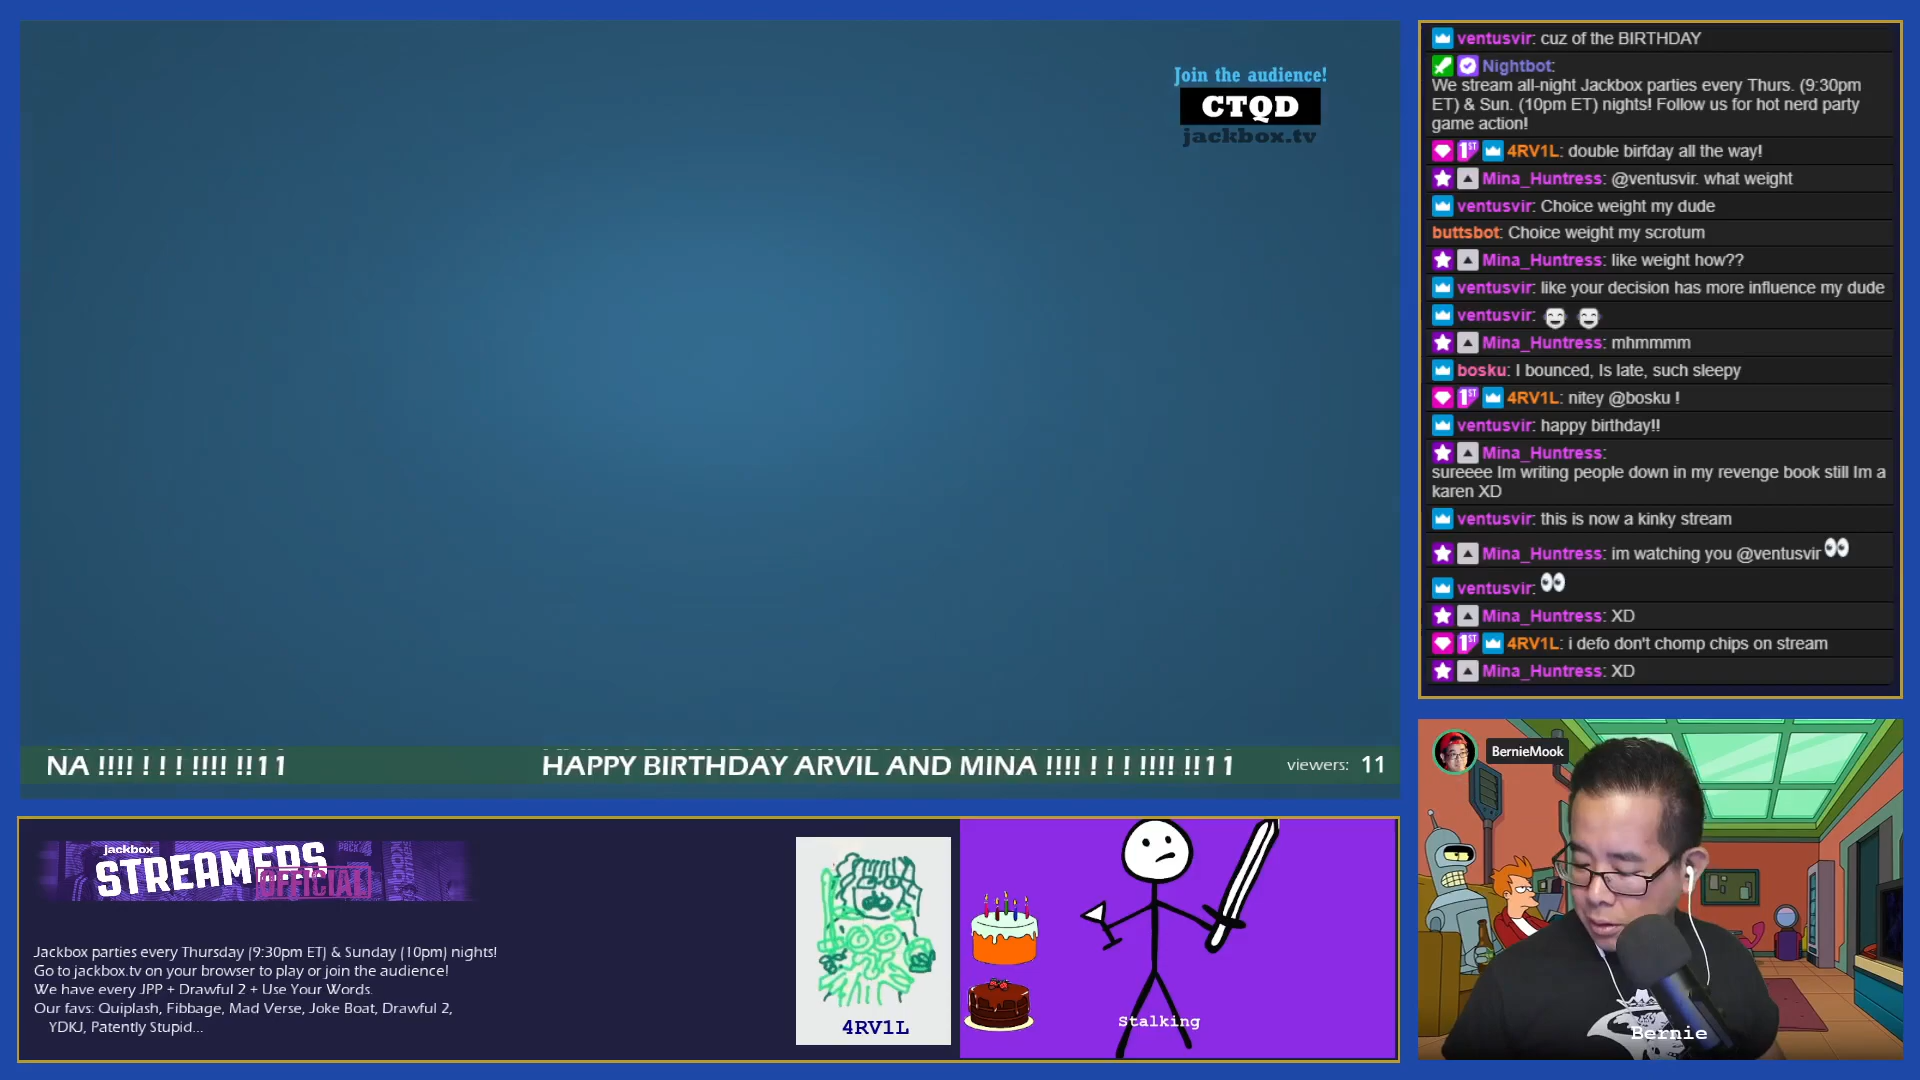 Join the audience!
CTQD
jackbox.tv
NA !!!! ! ! ! !!!! !!11
HAPPY BIRTHDAY ARVIL AND MINA !!!! ! ! ! !!!! !!11
viewers: 11
ventusvir: cuz of the BIRTHDAY
Nightbot:
We stream all-night Jackbox parties every Thurs. (9:30pm
ET) & Sun. (10pm ET) nights! Follow us for hot nerd party
game action!
1ST 4RV1L: double birfday all the way!
Mina_Huntress: @ventusvir. what weight
ventusvir: Choice weight my dude
buttsbot: Choice weight my scrotum
Mina_Huntress: like weight how??
ventusvir: like your decision has more influence my dude
ventusvir:
Mina_Huntress: mhmmmm
bosku: I bounced, Is late, such sleepy
1ST 4RV1L: nitey @bosku !
ventusvir: happy birthday!!
Mina_Huntress:
sureeee Im writing people down in my revenge book still Im a
karen XD
ventusvir: this is now a kinky stream
Mina_Huntress: im watching you @ventusvir
ventusvir:
Mina_Huntress: XD
1ST 4RV1L: i defo don't chomp chips on stream
Mina_Huntress: XD
jackbox
STREAMERS
OFFICIAL
Jackbox parties every Thursday (9:30pm ET) & Sunday (10pm) nights!
Go to jackbox.tv on your browser to play or join the audience!
We have every JPP + Drawful 2 + Use Your Words.
Our favs: Quiplash, Fibbage, Mad Verse, Joke Boat, Drawful 2,
YDKJ, Patently Stupid...
4RV1L
Stalking
BernieMook
Bernie